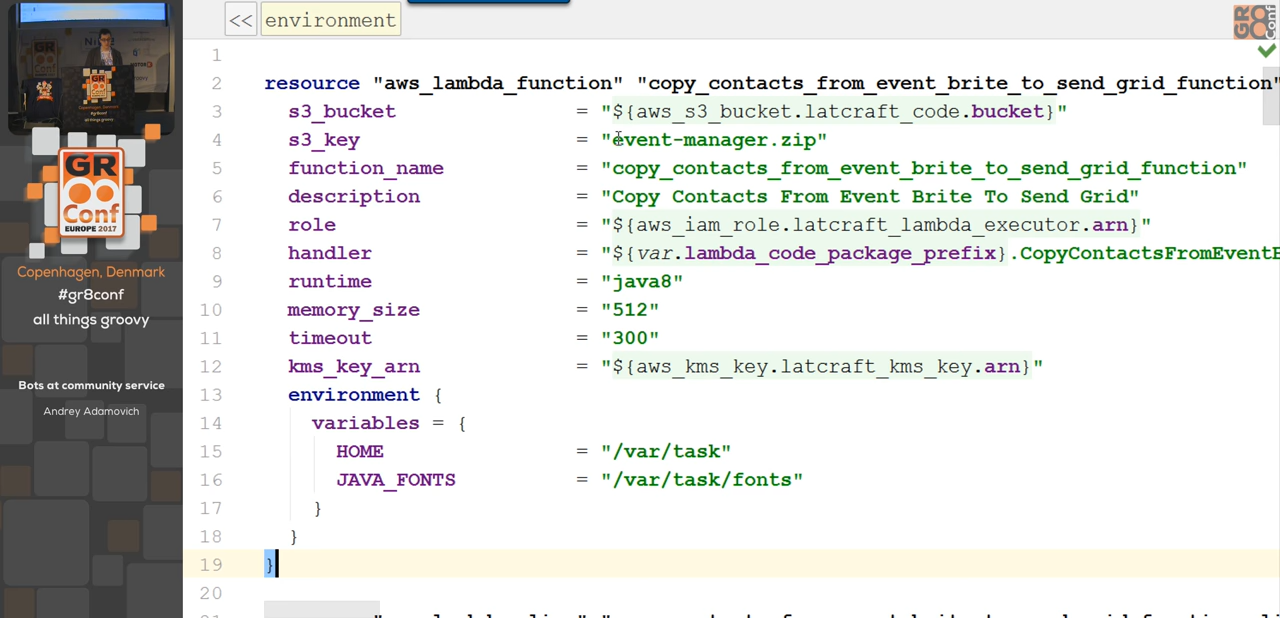 << environment
GR8Conf
1
2 resource "aws_lambda_function" "copy_contacts_from_event_brite_to_send_grid_function"
3 s3_bucket = "${aws_s3_bucket.latcraft_code.bucket}"
4 s3_key = "event-manager.zip"
5 function_name = "copy_contacts_from_event_brite_to_send_grid_function"
6 description = "Copy Contacts From Event Brite To Send Grid"
7 role = "${aws_iam_role.latcraft_lambda_executor.arn}"
8 handler = "${var.lambda_code_package_prefix}.CopyContactsFromEventB
9 runtime = "java8"
10 memory_size = "512"
11 timeout = "300"
12 kms_key_arn = "${aws_kms_key.latcraft_kms_key.arn}"
13 environment {
14 variables = {
15 HOME = "/var/task"
16 JAVA_FONTS = "/var/task/fonts"
17 }
18 }
19 }
20
GR
8
Conf
EUROPE 2017
Copenhagen, Denmark
#gr8conf
all things groovy
Bots at community service
Andrey Adamovich